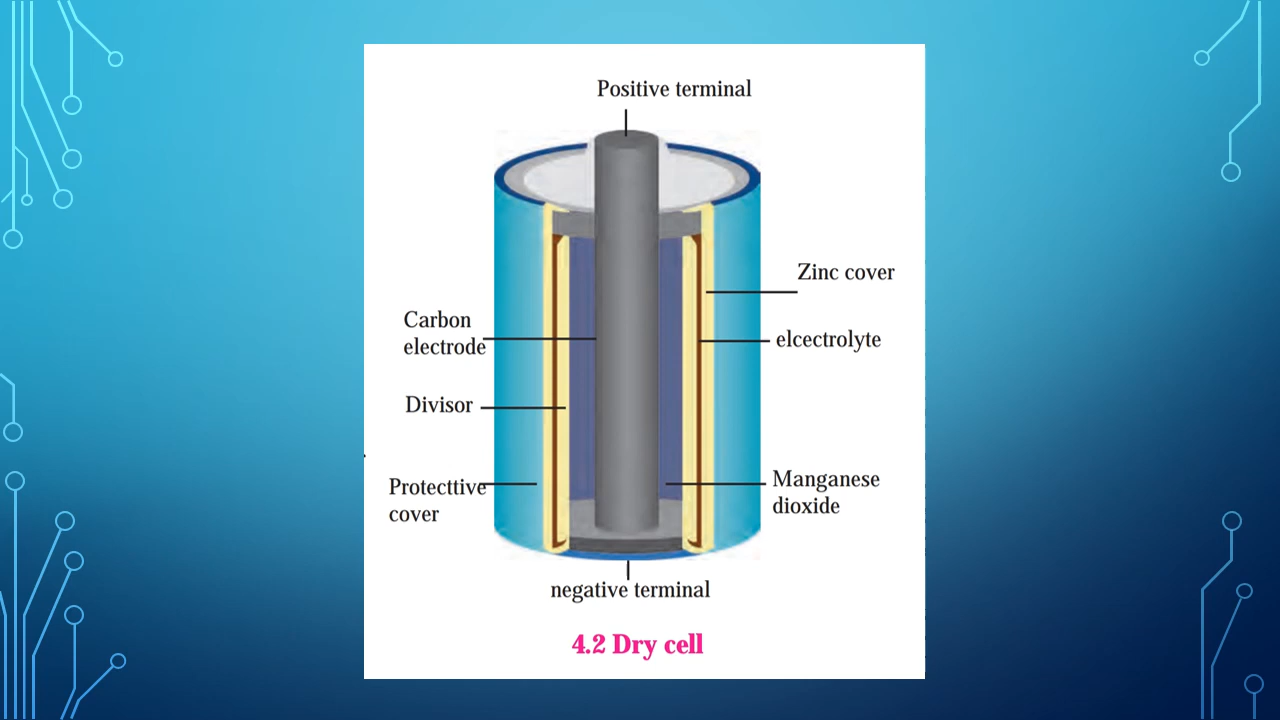 Positive terminal
Zinc cover
Carbon
electrode
elcectrolyte
Divisor
Protecttive
cover
Manganese
dioxide
negative terminal
4.2 Dry cell